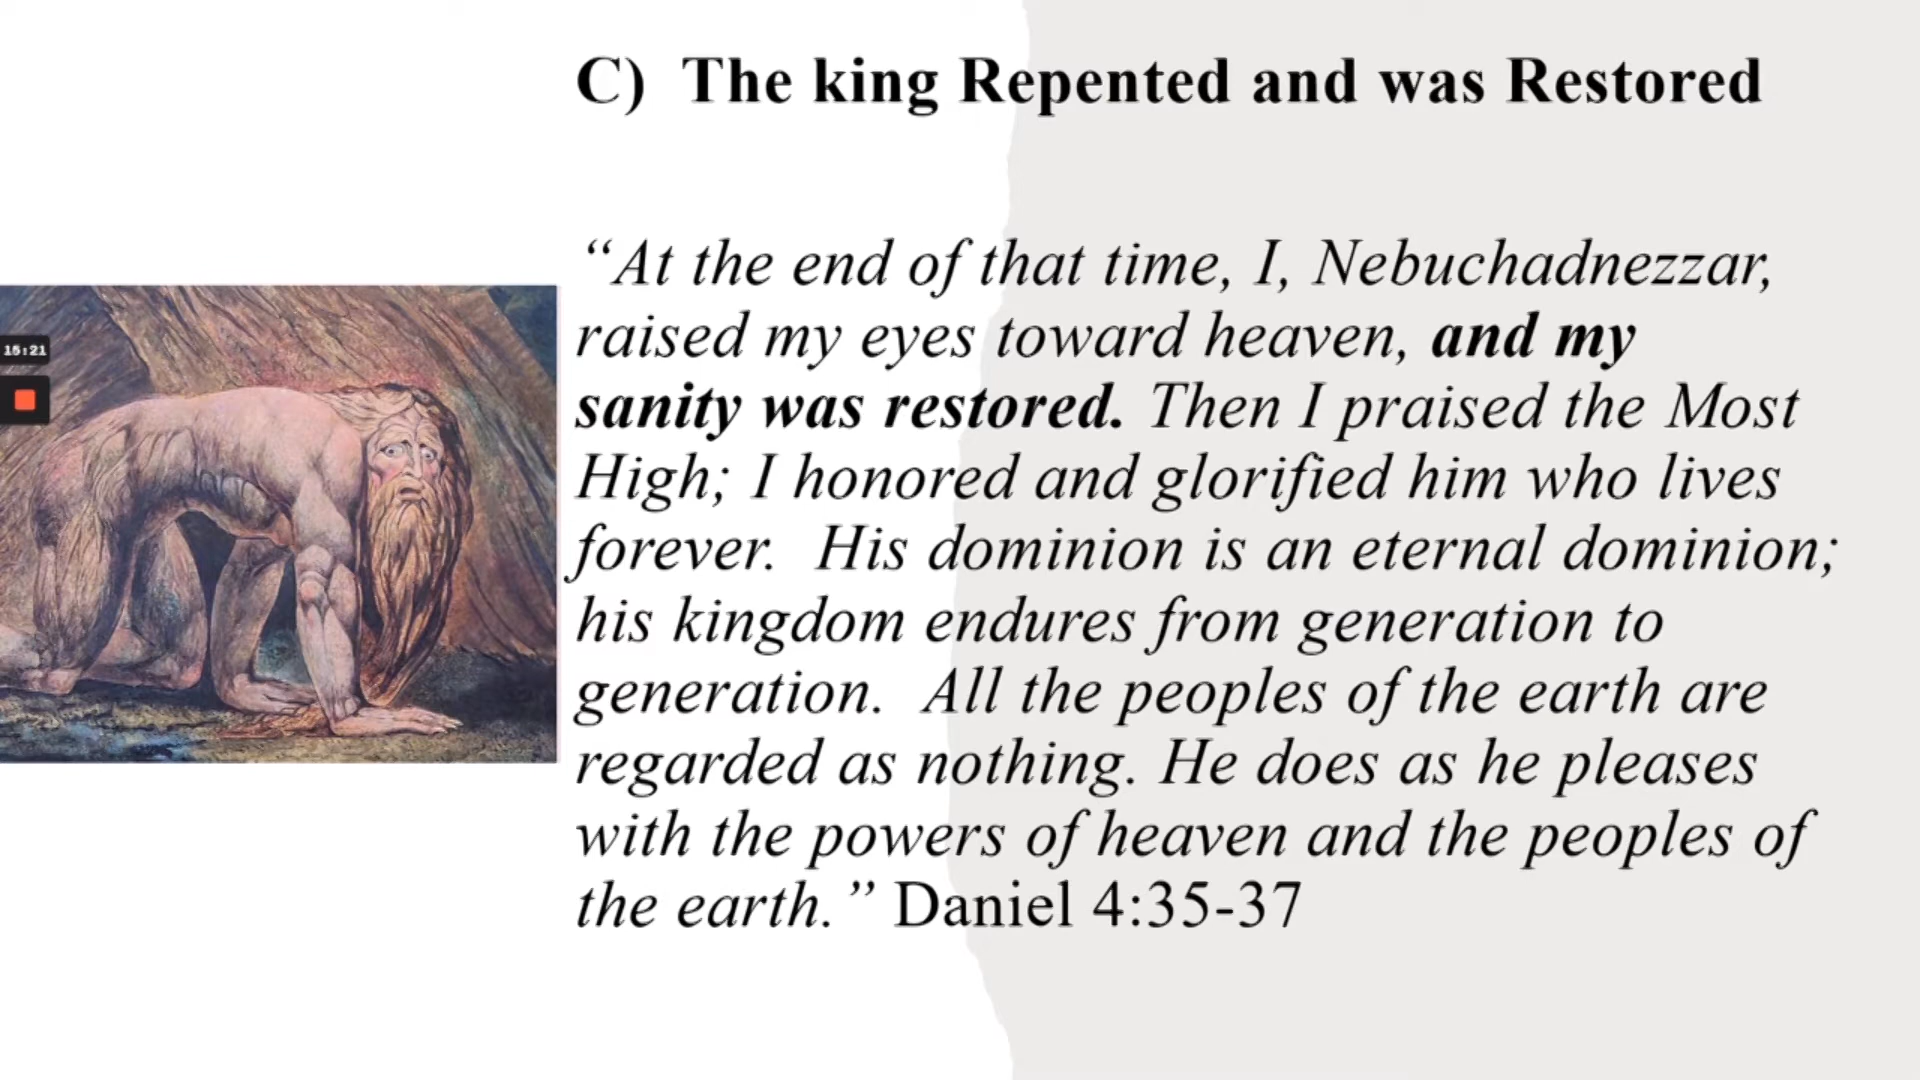 C)  The king Repented and was Restored
“At the end of that time, I, Nebuchadnezzar,
raised my eyes toward heaven, and my
sanity was restored. Then I praised the Most
High; I honored and glorified him who lives
forever.  His dominion is an eternal dominion;
his kingdom endures from generation to
generation.  All the peoples of the earth are
regarded as nothing. He does as he pleases
with the powers of heaven and the peoples of
the earth.” Daniel 4:35-37
15:21